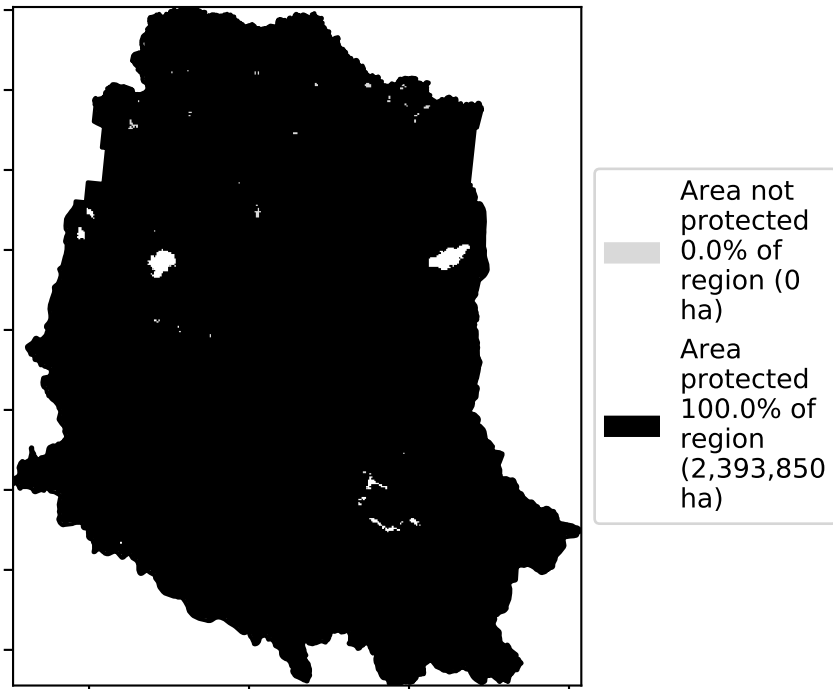 Area not
protected
0.0% of
region (0
ha)
Area
protected
100.0% of
region
(2,393,850
ha)